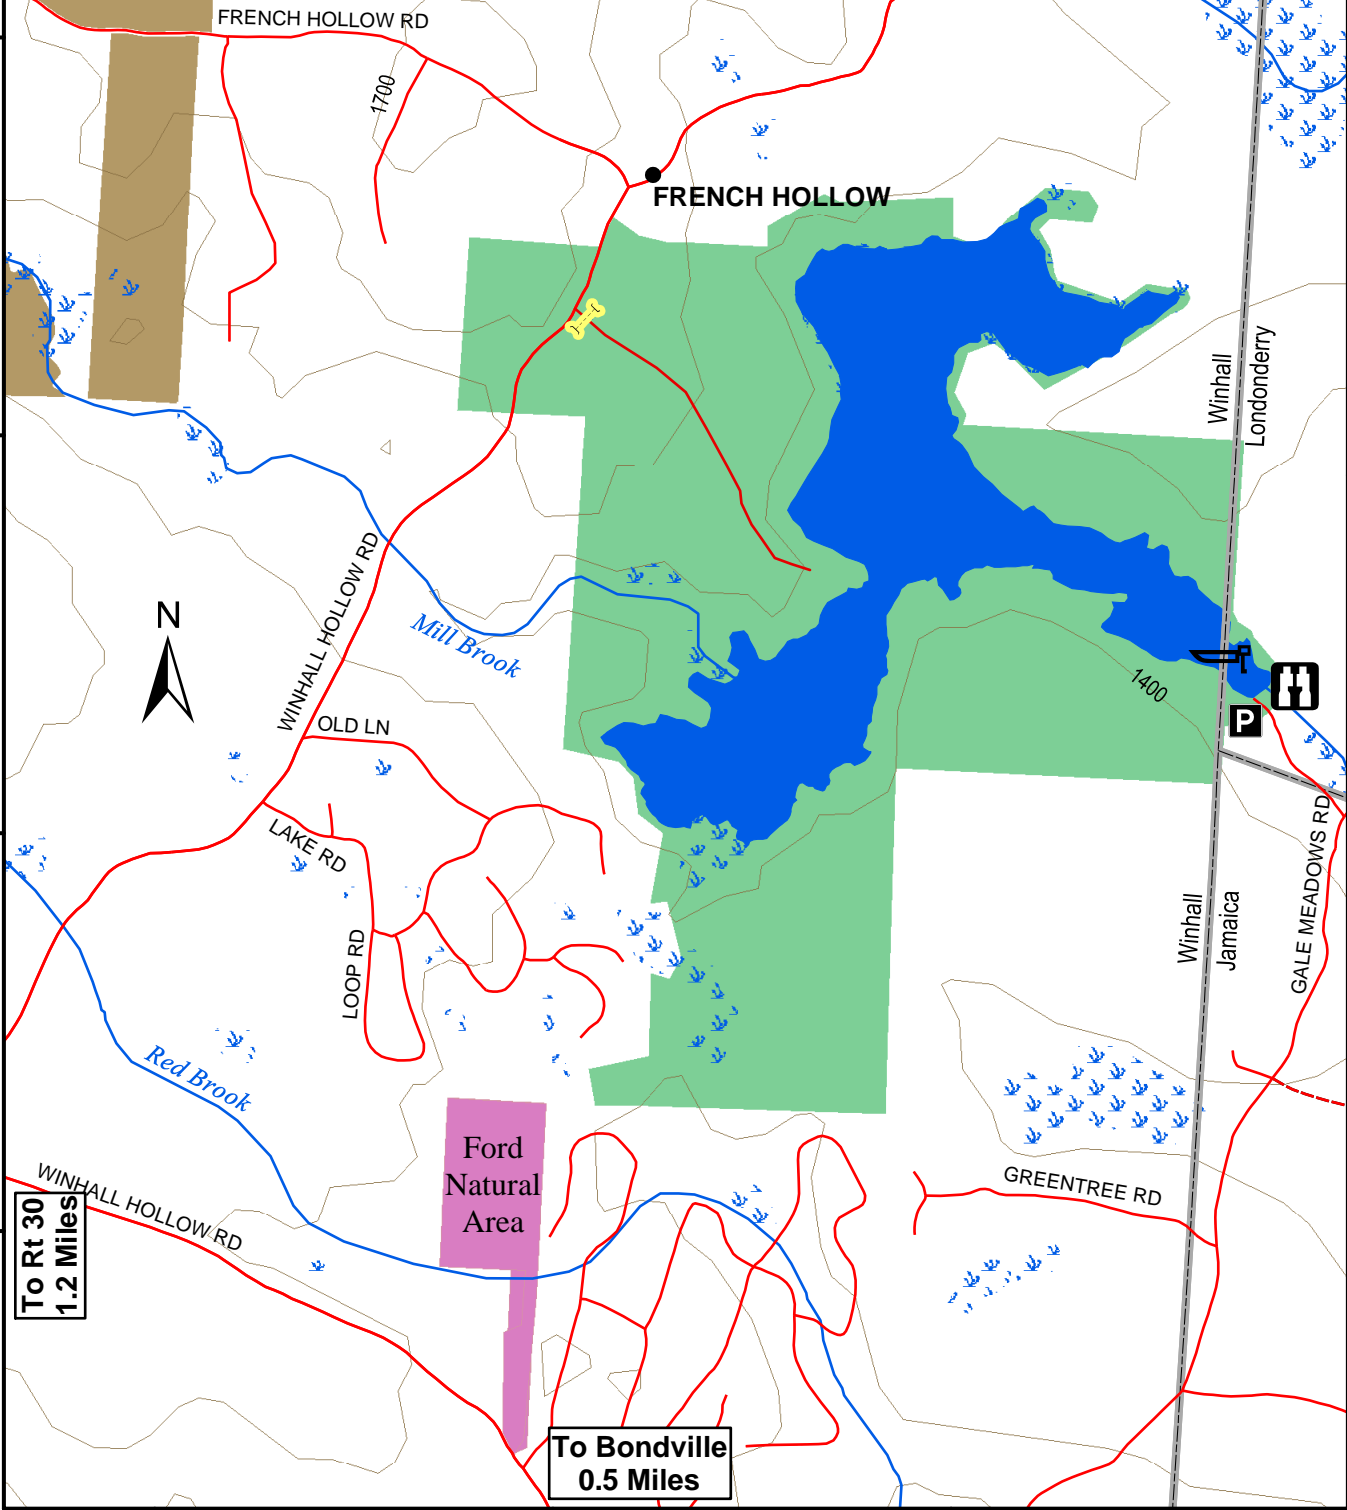 FRENCH HOLLOW RD
1700
FRENCH HOLLOW
Winhall
Londonderry
WINHALL HOLLOW RD
Mill Brook
N
OLD LN
1400
P
LAKE RD
GALE MEADOWS RD
Winhall
Jamaica
LOOP RD
Red Brook
Ford
Natural
Area
GREENTREE RD
WINHALL HOLLOW RD
To Rt 30
1.2 Miles
To Bondville
0.5 Miles